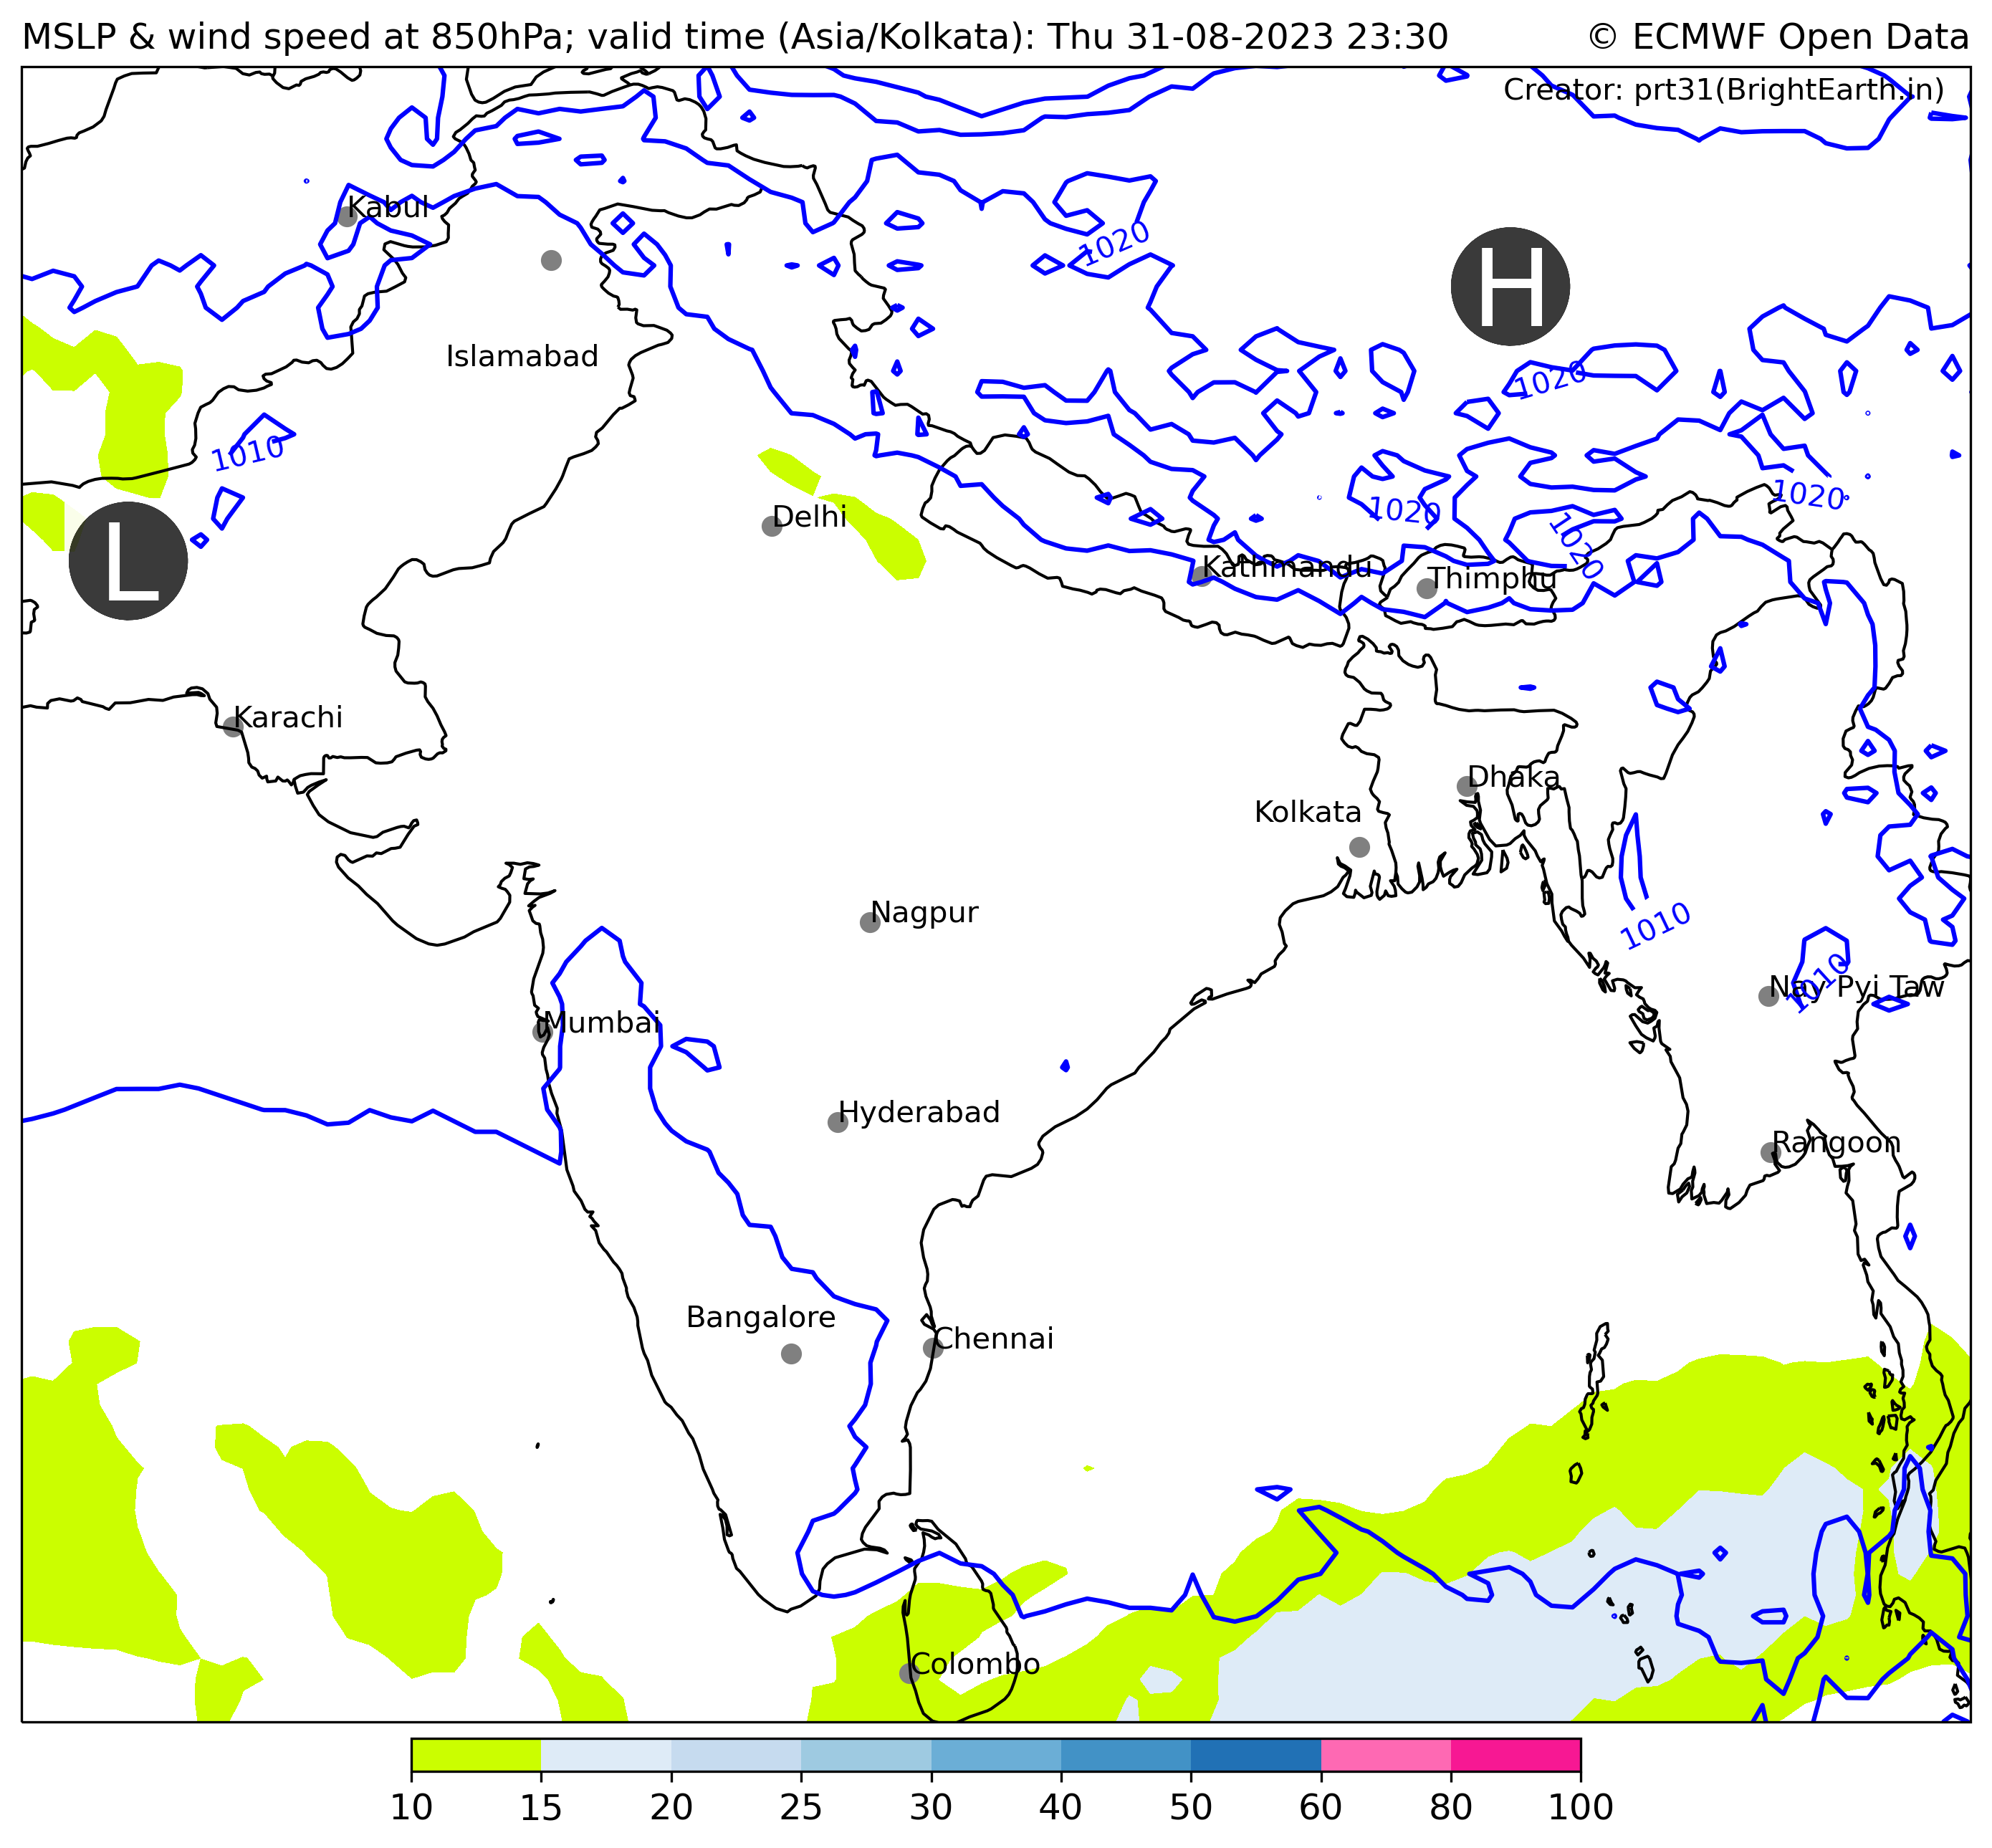 MSLP & wind speed at 850hPa; valid time (Asia/Kolkata): Thu 31-08-2023 23:30
© ECMWF Open Data
Creator: prt31(BrightEarth.in)
Kabul
1020
H
Islamabad
1020
1010
1020
1020
Delhi
1020
L
Kathmandu
Thimphu
Karachi
Dhaka
Kolkata
Nagpur
1010
1010
Nay Pyi Taw
Mumbai
Hyderabad
Rangoon
Bangalore
Chennai
Colombo
10 15 20 25 30 40 50 60 80 100